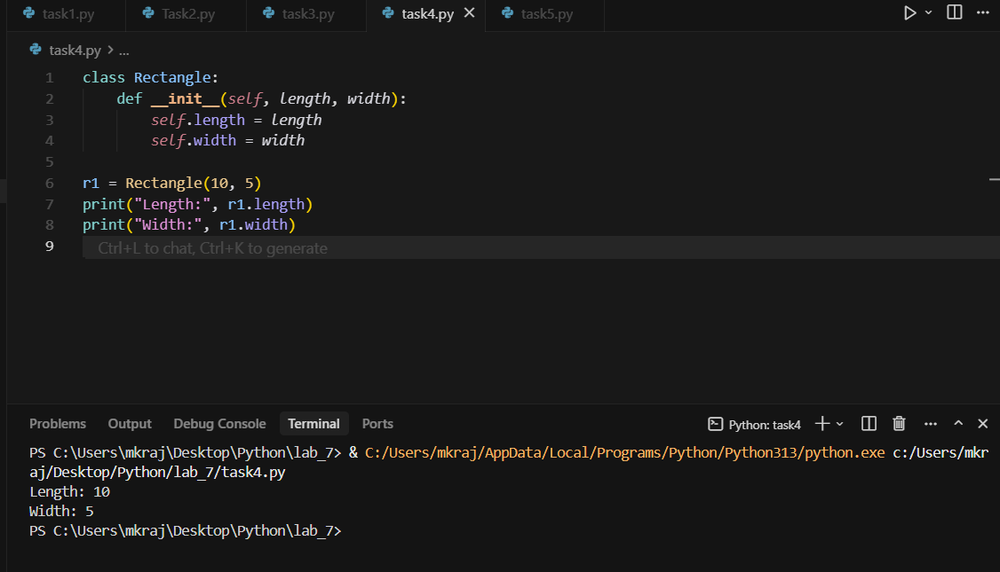 task1.py Task2.py task3.py task4.py task5.py
task4.py > ...
1 class Rectangle:
2     def __init__(self, length, width):
3         self.length = length
4         self.width = width
5
6 r1 = Rectangle(10, 5)
7 print("Length:", r1.length)
8 print("Width:", r1.width)
9 Ctrl+L to chat, Ctrl+K to generate
Problems Output Debug Console Terminal Ports Python: task4
PS C:\Users\mkraj\Desktop\Python\lab_7> & C:/Users/mkraj/AppData/Local/Programs/Python/Python313/python.exe c:/Users/mkr
aj/Desktop/Python/lab_7/task4.py
Length: 10
Width: 5
PS C:\Users\mkraj\Desktop\Python\lab_7>